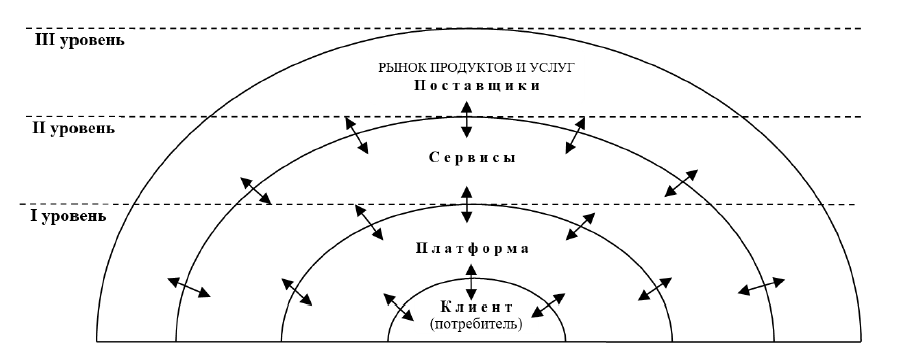 III уровень
РЫНОК ПРОДУКТОВ И УСЛУГ
Поставщики
II уровень
Сервисы
I уровень
Платформа
Клиент
(потребитель)